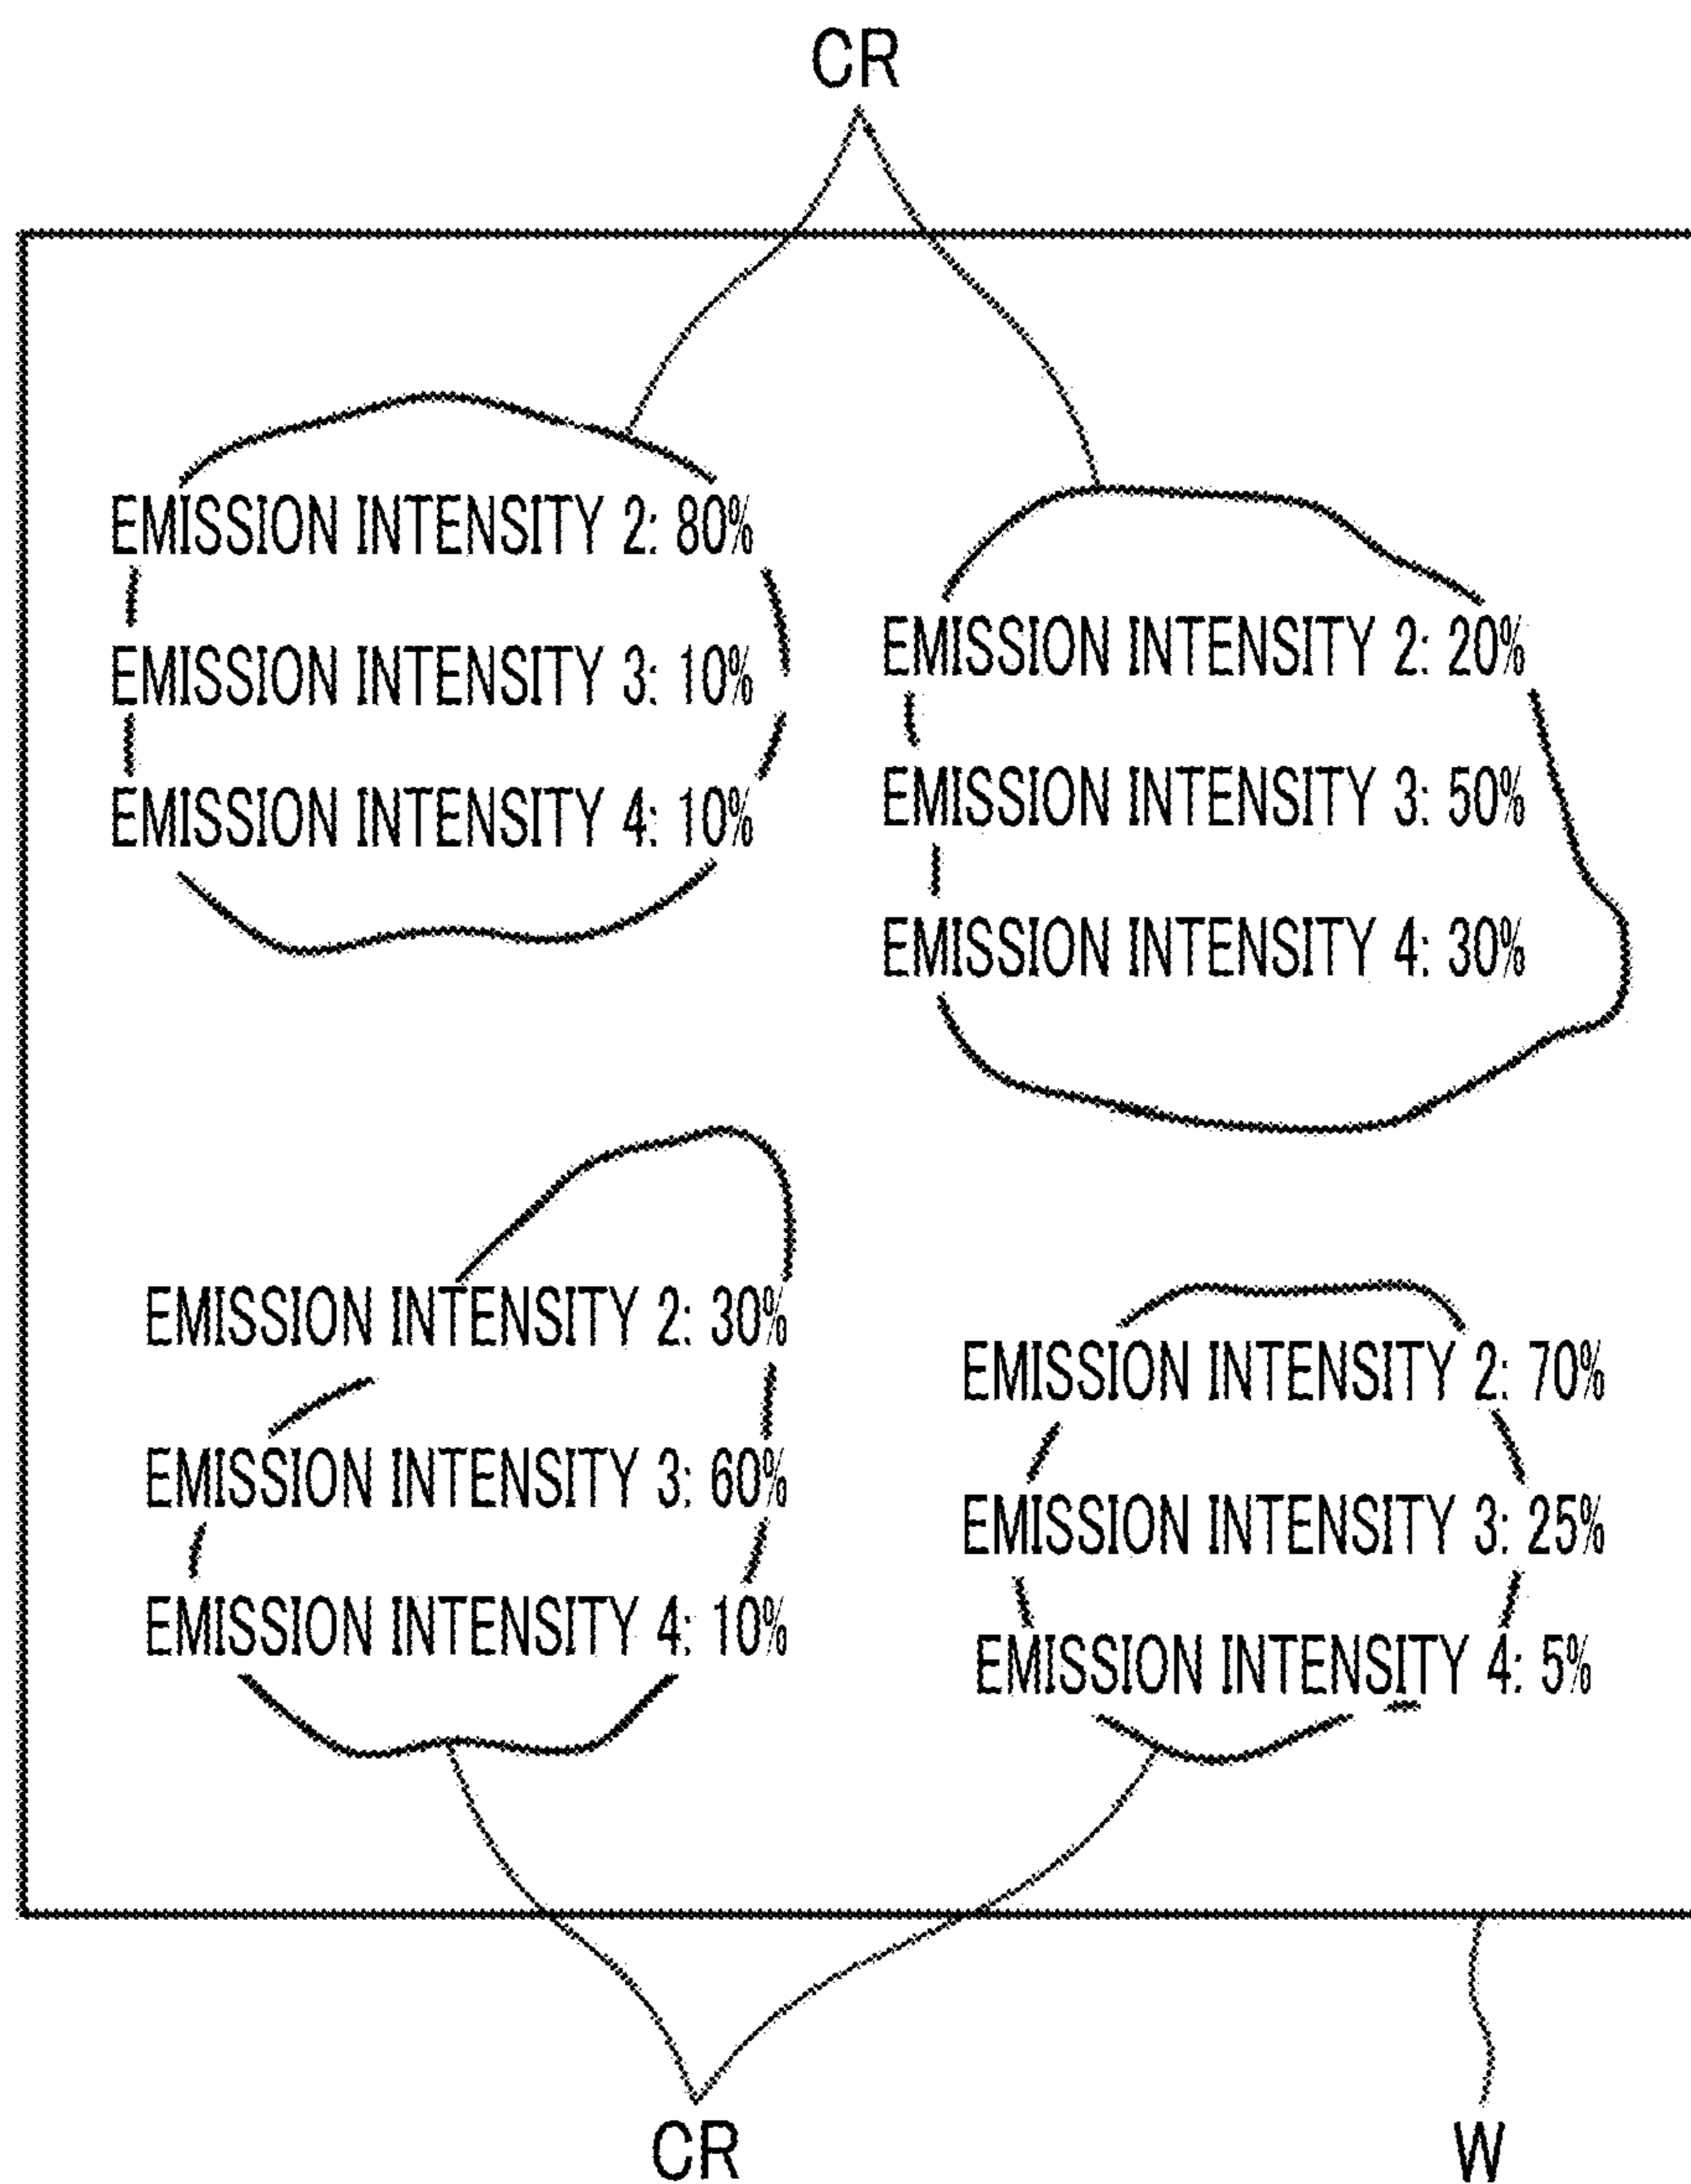 CR
EMISSION INTENSITY 2: 80%
EMISSION INTENSITY 3: 10%
EMISSION INTENSITY 4: 10%
EMISSION INTENSITY 2: 20%
EMISSION INTENSITY 3: 50%
EMISSION INTENSITY 4: 30%
EMISSION INTENSITY 2: 30%
EMISSION INTENSITY 3: 60%
EMISSION INTENSITY 4: 10%
EMISSION INTENSITY 2: 70%
EMISSION INTENSITY 3: 25%
EMISSION INTENSITY 4: 5%
CR
W